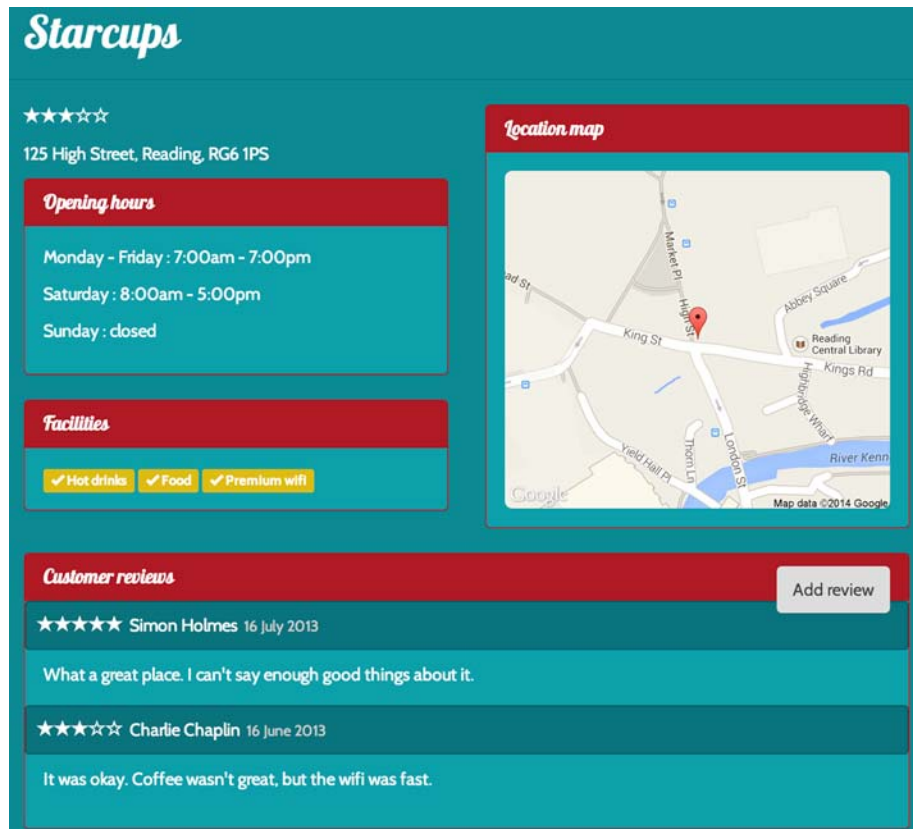 Starcups
★★★☆☆
125 High Street, Reading, RG6 1PS
Opening hours
Monday - Friday : 7:00am - 7:00pm
Saturday : 8:00am - 5:00pm
Sunday : closed
Facilities
✔Hot drinks ✔Food ✔Premium wifi
Location map
Market Pl
ad St
High St
Abbey Square
King St
Reading
Central Library
Kings Rd
Highbridge Wharf
Yield Hall Pl
Thorn Ln
London St
River Kenn
Google
Map data ©2014 Google
Customer reviews
Add review
★★★★★ Simon Holmes 16 July 2013
What a great place. I can't say enough good things about it.
★★★☆☆ Charlie Chaplin 16 June 2013
It was okay. Coffee wasn't great, but the wifi was fast.